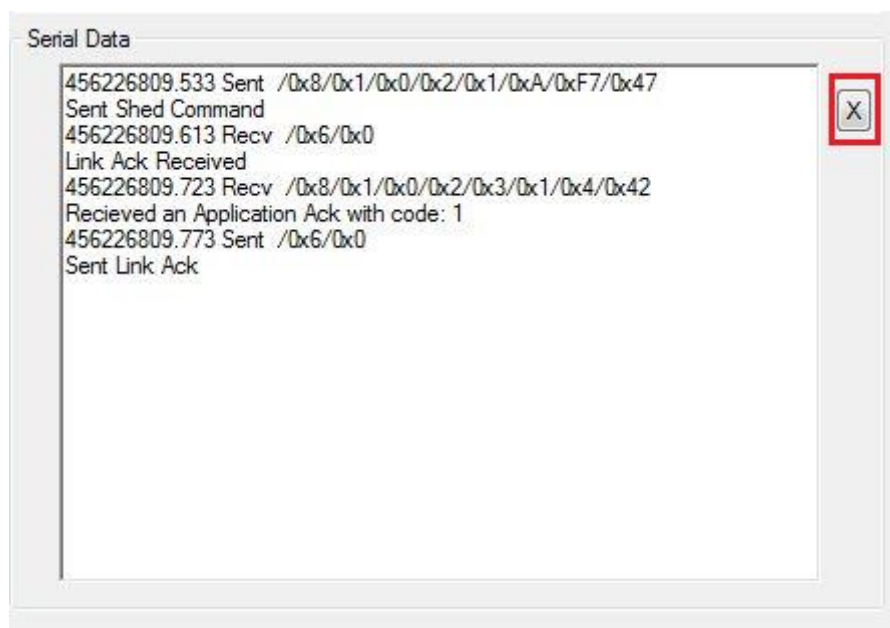 Serial Data
456226809.533 Sent  /0x8/0x1/0x0/0x2/0x1/0xA/0xF7/0x47
Sent Shed Command
456226809.613 Recv  /0x6/0x0
Link Ack Received
456226809.723 Recv  /0x8/0x1/0x0/0x2/0x3/0x1/0x4/0x42
Recieved an Application Ack with code: 1
456226809.773 Sent  /0x6/0x0
Sent Link Ack
X